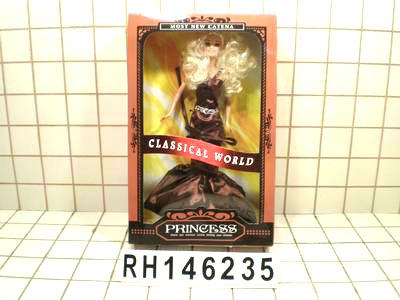 MOST NEW CATENA
CLASSICAL WORLD
PRINCESS
RH146235